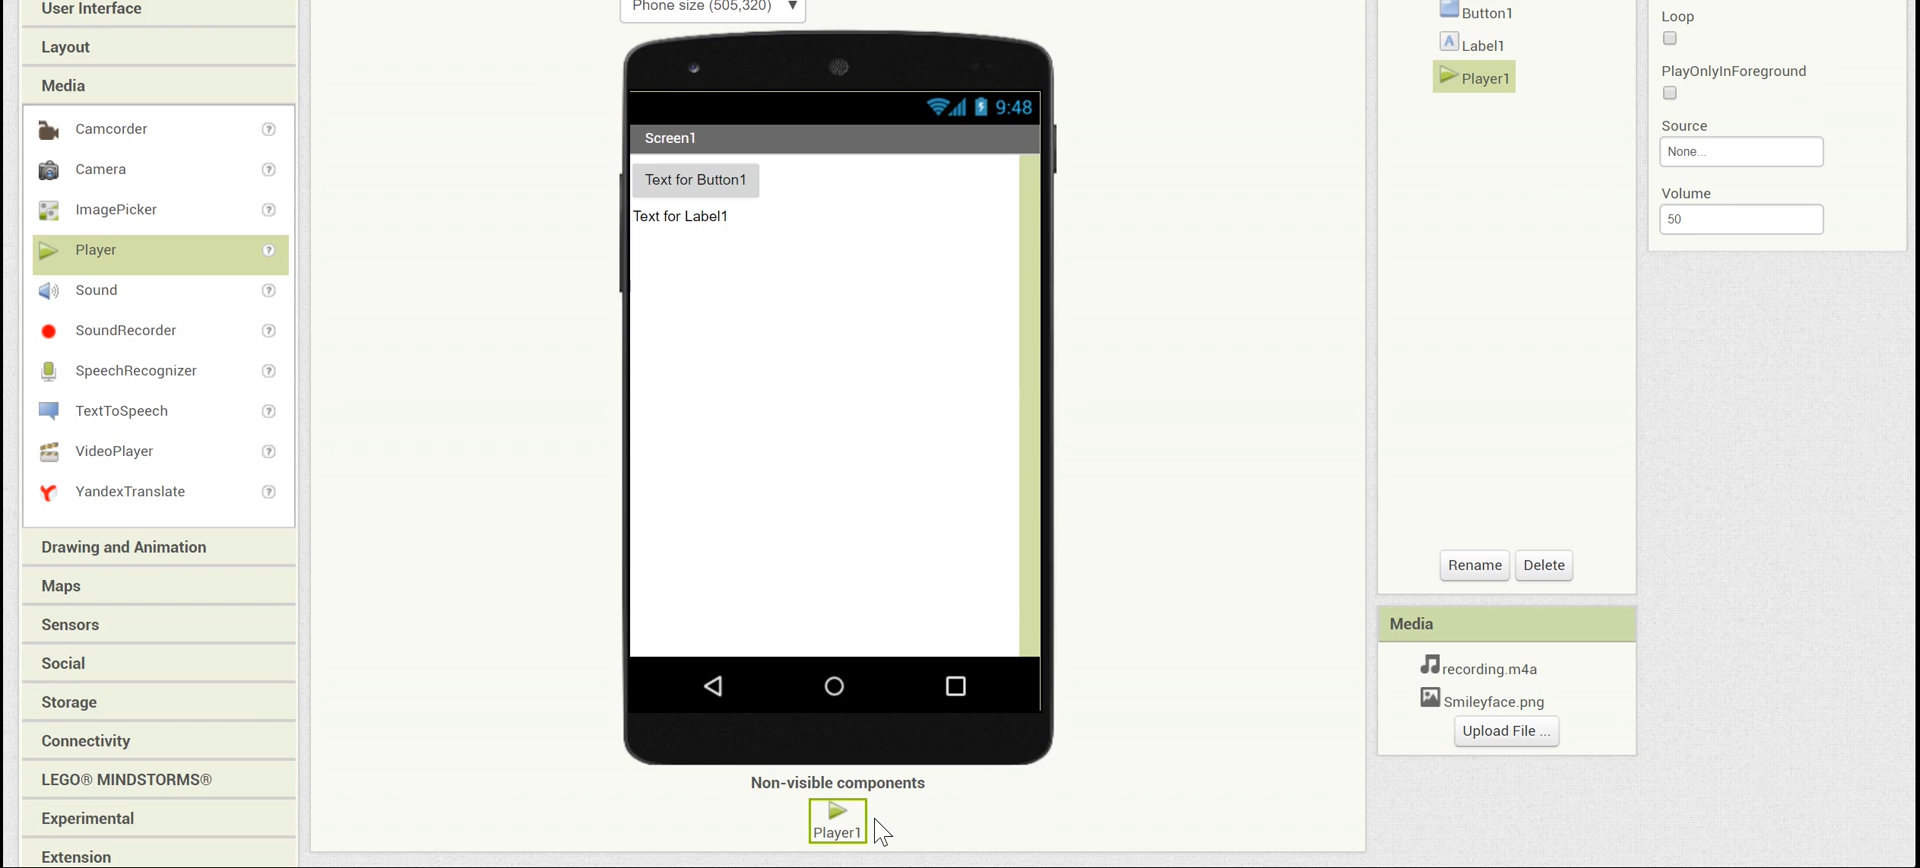 User Interface
Layout
Media
Camcorder
Camera
ImagePicker
Player
Sound
SoundRecorder
SpeechRecognizer
TextToSpeech
VideoPlayer
YandexTranslate
Drawing and Animation
Maps
Sensors
Social
Storage
Connectivity
LEGO® MINDSTORMS®
Experimental
Extension
Phone size (505,320)
9:48
Screen1
Text for Button1
Text for Label1
Non-visible components
Player1
Button1
A Label1
Player1
Rename Delete
Media
recording.m4a
Smileyface.png
Upload File ...
Loop
PlayOnlyInForeground
Source
None...
Volume
50